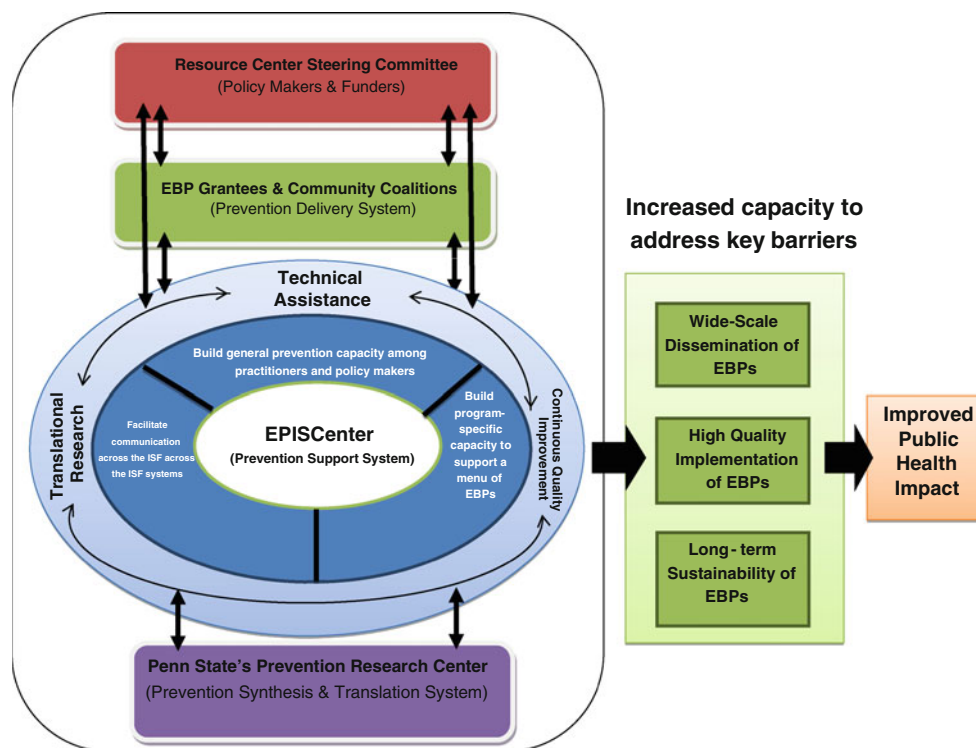 Resource Center Steering Committee
(Policy Makers & Funders)
EBP Grantees & Community Coalitions
(Prevention Delivery System)
Technical
Assistance
Translational
Research
Continuous Quality
Improvement
Build general prevention capacity among
practitioners and policy makers
Facilitate
communication
across the ISF across
the ISF systems
Build
program-
specific
capacity to
support a
menu of
EBPs
EPISCenter
(Prevention Support System)
Penn State's Prevention Research Center
(Prevention Synthesis & Translation System)
Increased capacity to
address key barriers
Wide-Scale
Dissemination of
EBPs
High Quality
Implementation
of EBPs
Long-term
Sustainability of
EBPs
Improved
Public
Health
Impact